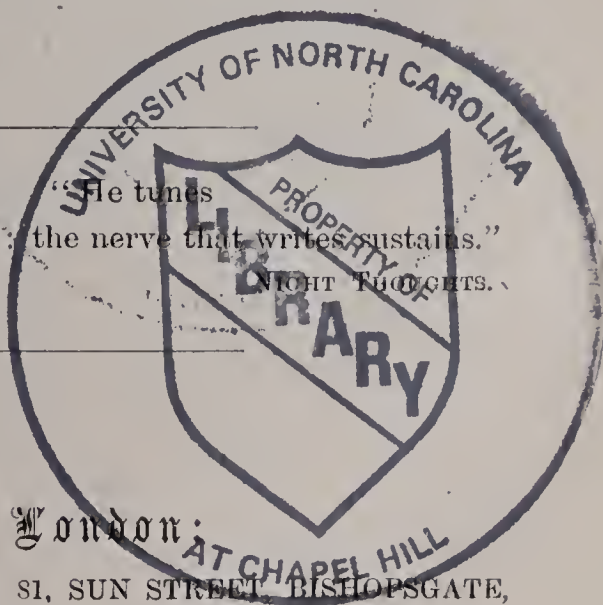 UNIVERSITY OF NORTH CAROLINA
PROPERTY OF
LIBRARY
AT CHAPEL HILL
“He tunes
; the nerve that writes, sustains.”
NIGHT THOUGHTS.
London:
81, SUN STREET, BISHOPSGATE,